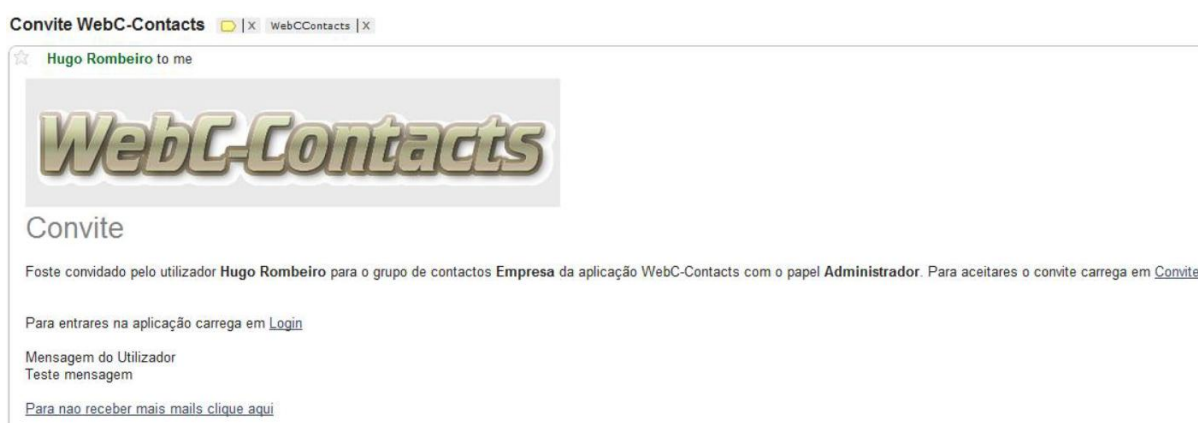 Convite WebC-Contacts |X WebCContacts |X
Hugo Rombeiro to me
WebC-Contacts
Convite
Foste convidado pelo utilizador Hugo Rombeiro para o grupo de contactos Empresa da aplicação WebC-Contacts com o papel Administrador. Para aceitares o convite carrega em Convite
Para entrares na aplicação carrega em Login
Mensagem do Utilizador
Teste mensagem
Para nao receber mais mails clique aqui